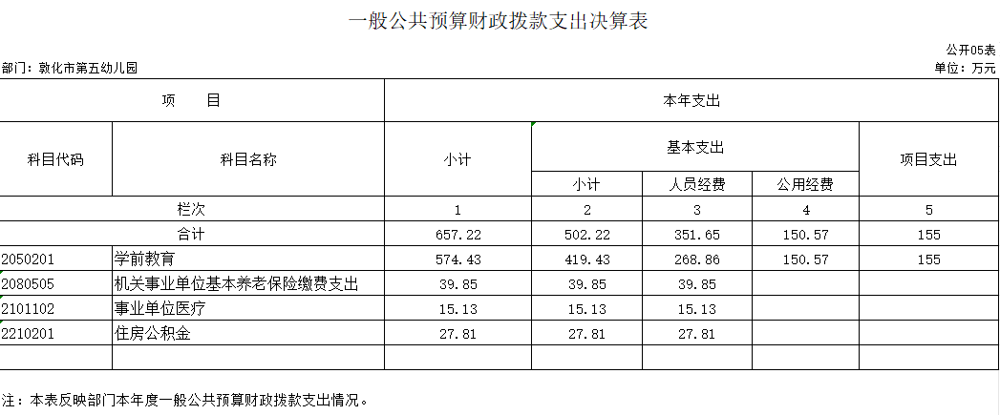 一般公共预算财政拨款支出决算表
公开05表
部门：敦化市第五幼儿园 单位：万元
项 目 本年支出
科目代码 科目名称 小计 基本支出 项目支出
小计 人员经费 公用经费
栏次 1 2 3 4 5
合计 657.22 502.22 351.65 150.57 155
2050201 学前教育 574.43 419.43 268.86 150.57 155
2080505 机关事业单位基本养老保险缴费支出 39.85 39.85 39.85
2101102 事业单位医疗 15.13 15.13 15.13
2210201 住房公积金 27.81 27.81 27.81
注：本表反映部门本年度一般公共预算财政拨款支出情况。